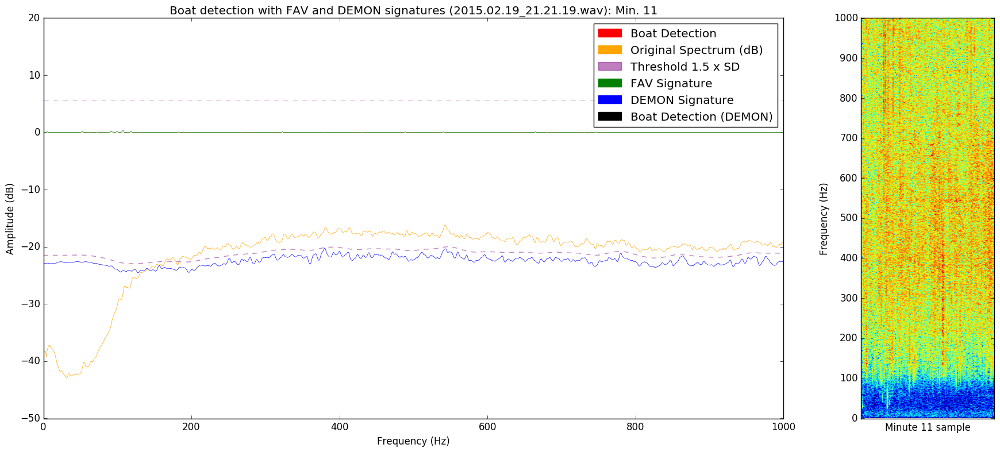 Boat detection with FAV and DEMON signatures (2015.02.19_21.21.19.wav): Min. 11
20
10
0
−10
−20
−30
−40
−50
Amplitude (dB)
0
200
400
600
800
1000
Frequency (Hz)
Boat Detection
Original Spectrum (dB)
Threshold 1.5 x SD
FAV Signature
DEMON Signature
Boat Detection (DEMON)
1000
900
800
700
600
500
400
300
200
100
0
Frequency (Hz)
Minute 11 sample